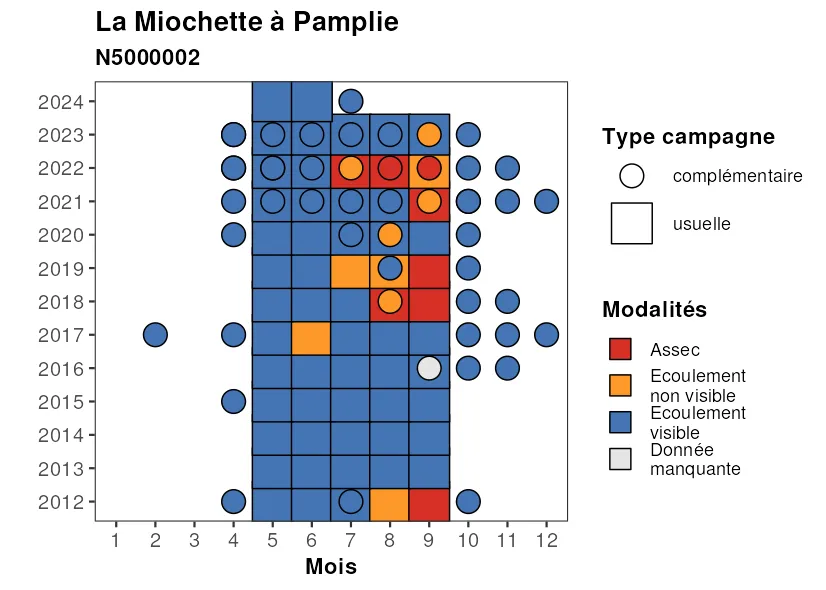 La Miochette à Pamplie
N5000002
2024
2023
2022
2021
2020
2019
2018
2017
2016
2015
2014
2013
2012
1 2 3 4 5 6 7 8 9 10 11 12
Mois
Type campagne
complémentaire
usuelle
Modalités
Assec
Ecoulement
non visible
Ecoulement
visible
Donnée
manquante